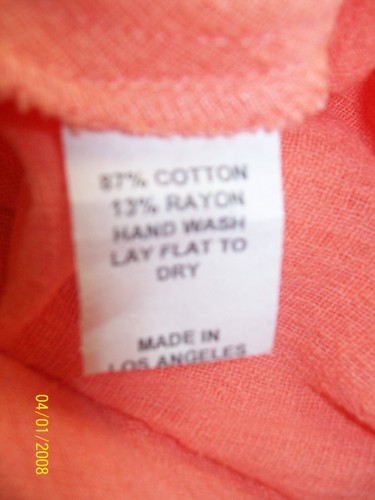 87% COTTON
13% RAYON
HAND WASH
LAY FLAT TO
DRY
MADE IN
LOS ANGELES
04/01/2008